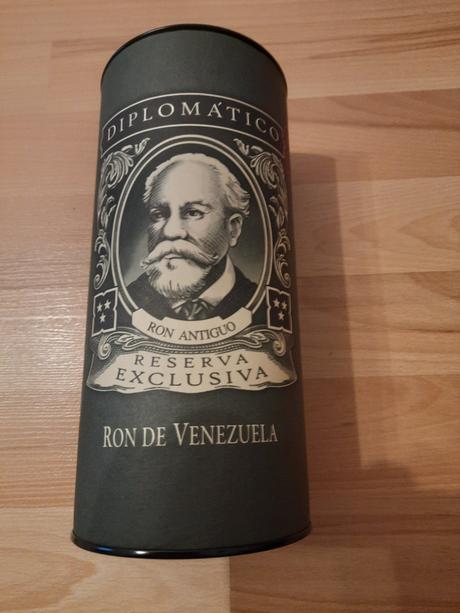 DIPLOMÁTICO
RON ANTIGUO
RESERVA
EXCLUSIVA
RON DE VENEZUELA